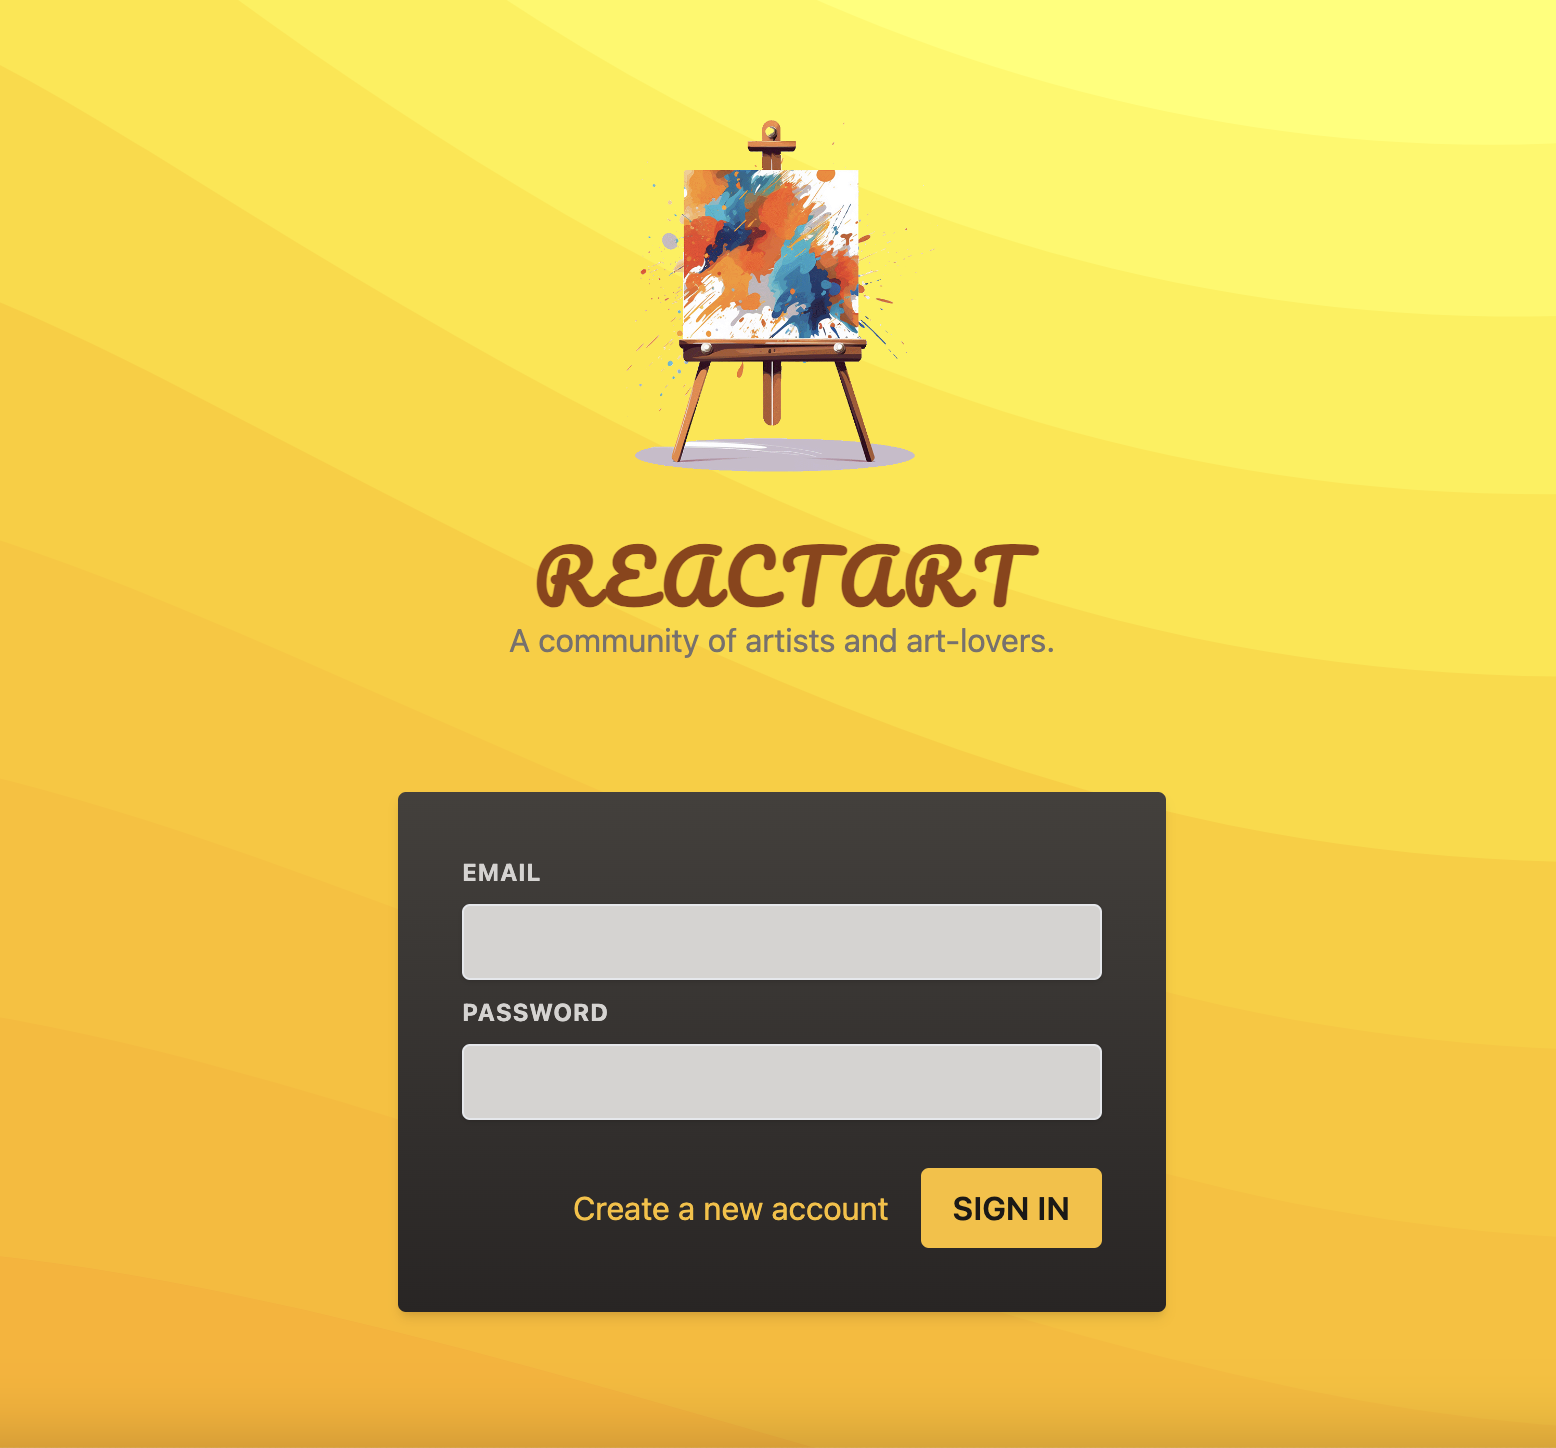 REACTART
A community of artists and art-lovers.
EMAIL
PASSWORD
Create a new account
SIGN IN